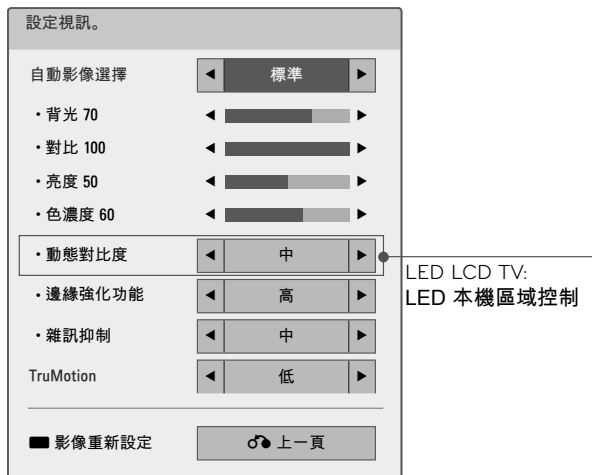 設定視訊。
自動影像選擇 ◄ 標準 ►
• 背光 70
• 對比 100
• 亮度 50
• 色濃度 60
• 動態對比度 ◄ 中 ►
• 邊緣強化功能 ◄ 高 ►
• 雜訊抑制 ◄ 中 ►
TruMotion ◄ 低 ►
影像重新設定 上一頁
LED LCD TV:
LED 本機區域控制